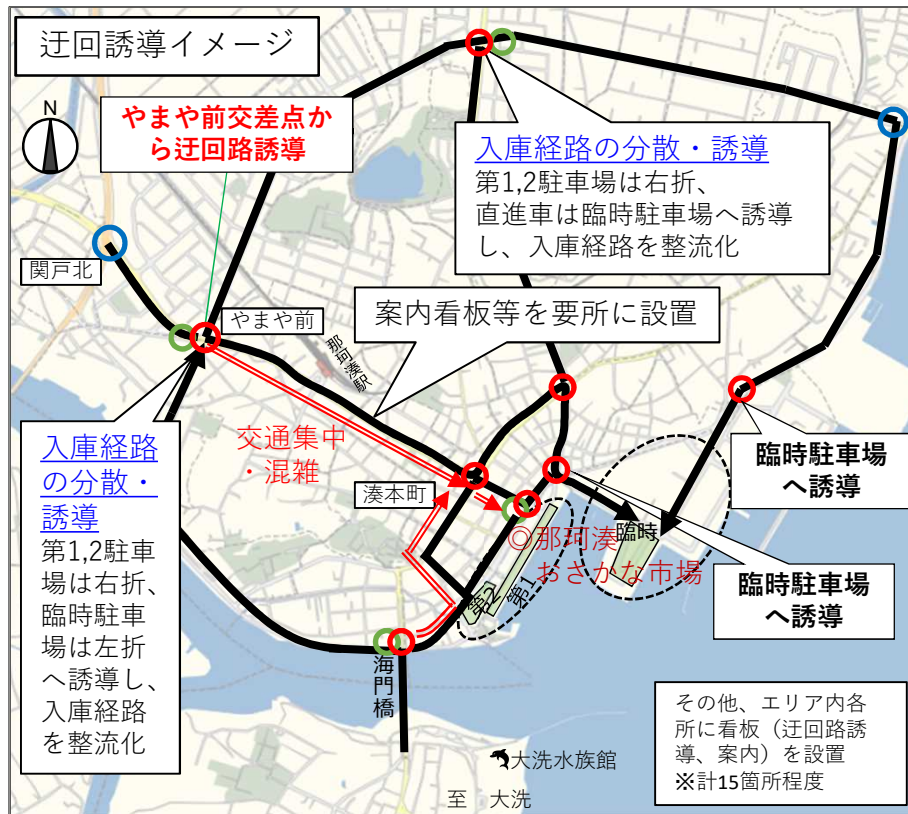 迂回誘導イメージ
N
やまや前交差点か
ら迂回路誘導
入庫経路の分散・誘導
第1,2駐車場は右折、
直進車は臨時駐車場へ誘導
し、入庫経路を整流化
関戸北
やまや前
案内看板等を要所に設置
那珂湊駅
入庫経路
の分散・
誘導
第1,2駐車
場は右折、
臨時駐車
場は左折
へ誘導し、
入庫経路
を整流化
交通集中
・混雑
湊本町
臨時駐車場
へ誘導
臨時
◎那珂湊
おさかな市場
第1
第2
臨時駐車場
へ誘導
海門橋
大洗水族館
至 大洗
その他、エリア内各
所に看板（迂回路誘
導、案内）を設置
※計15箇所程度